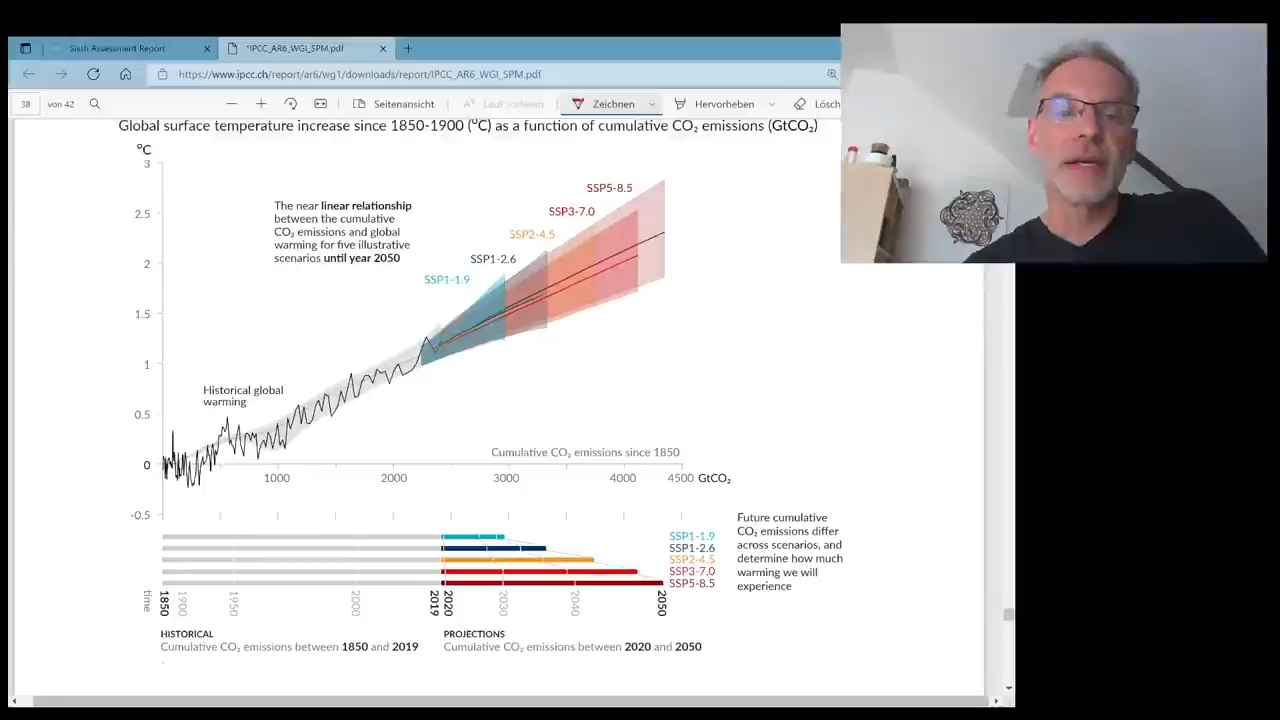 Sixth Assessment Report
*IPCC_AR6_WGI_SPM.pdf
https://www.ipcc.ch/report/ar6/wg1/downloads/report/IPCC_AR6_WGI_SPM.pdf
38 von 42
Seitenansicht
Laut vorlesen
Zeichnen
Hervorheben
Lösch
Global surface temperature increase since 1850-1900 (°C) as a function of cumulative CO₂ emissions (GtCO₂)
°C
3
2.5
2
1.5
1
0.5
0
-0.5
The near linear relationship
between the cumulative
CO₂ emissions and global
warming for five illustrative
scenarios until year 2050
SSP5-8.5
SSP3-7.0
SSP2-4.5
SSP1-2.6
SSP1-1.9
Historical global
warming
Cumulative CO₂ emissions since 1850
1000 2000 3000 4000 4500 GtCO₂
SSP1-1.9
SSP1-2.6
SSP2-4.5
SSP3-7.0
SSP5-8.5
Future cumulative
CO₂ emissions differ
across scenarios, and
determine how much
warming we will
experience
time 1850 1900 1950 2000 2019 2020 2030 2040 2050
HISTORICAL
Cumulative CO₂ emissions between 1850 and 2019
PROJECTIONS
Cumulative CO₂ emissions between 2020 and 2050